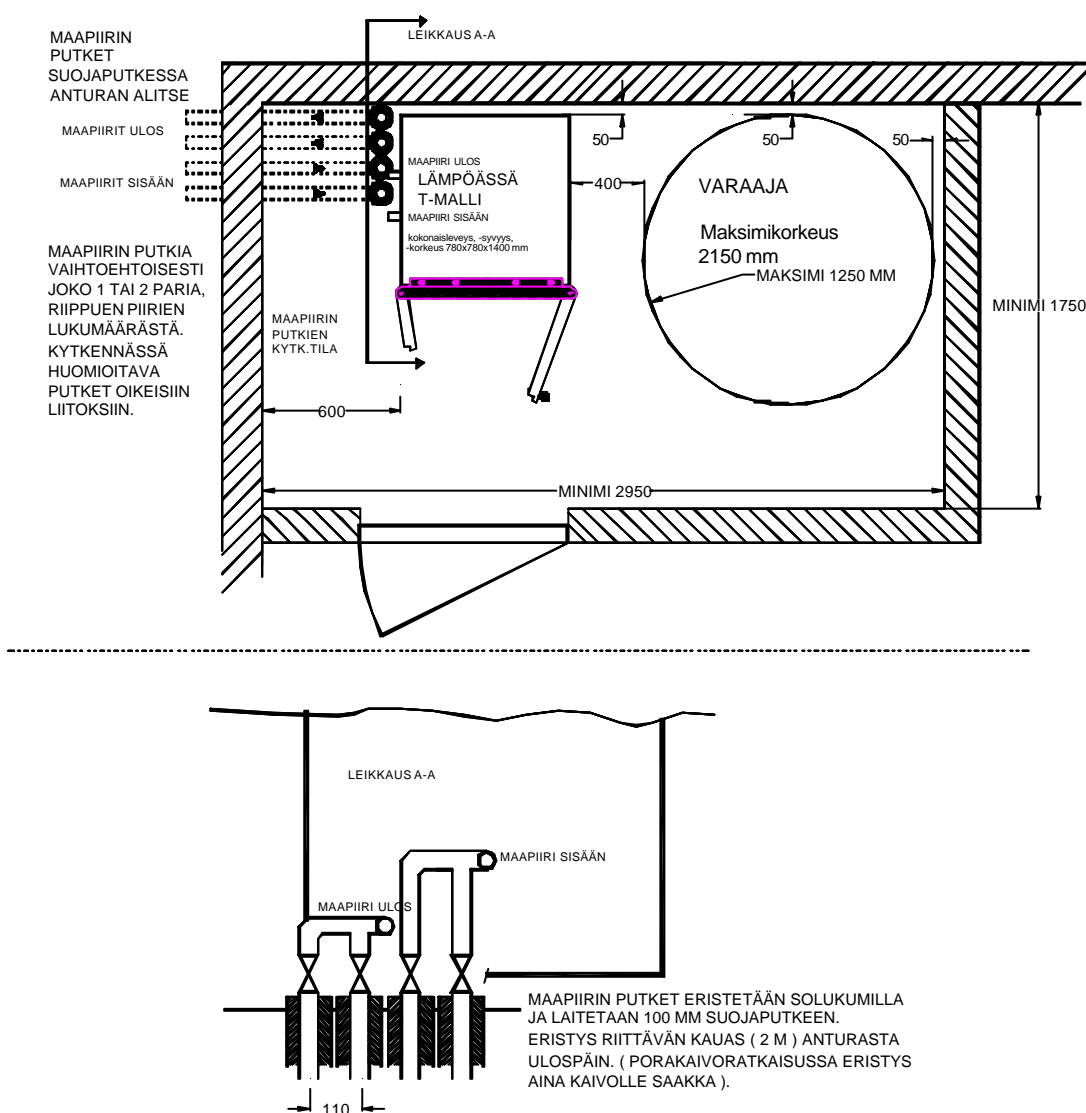 MAAPIIRIN
PUTKET
SUOJAPUTKESSA
ANTURAN ALITSE
LEIKKAUS A-A
MAAPIIRIT ULOS
MAAPIIRIT SISÄÄN
MAAPIIRIN PUTKIA
VAIHTOEHTOISESTI
JOKO 1 TAI 2 PARIA,
RIIPPUEN PIIRIEN
LUKUMÄÄRÄSTÄ.
KYTKENNÄSSÄ
HUOMIOITAVA
PUTKET OIKEISIIN
LIITOKSIIN.
MAAPIIRI ULOS
LÄMPÖÄSSÄ
T-MALLI
MAAPIIRI SISÄÄN
kokonaisleveys, -syvyys,
-korkeus 780x780x1400 mm
50
50
50
400
VARAAJA
Maksimikorkeus
2150 mm
MAKSIMI 1250 MM
MINIMI 1750
MAAPIIRIN
PUTKIEN
KYTK.TILA
600
MINIMI 2950
LEIKKAUS A-A
MAAPIIRI SISÄÄN
MAAPIIRI ULOS
MAAPIIRIN PUTKET ERISTETÄÄN SOLUKUMILLA
JA LAITETAAN 100 MM SUOJAPUTKEEN.
ERISTYS RIITTÄVÄN KAUAS ( 2 M ) ANTURASTA
ULOSPÄIN. ( PORAKAIVORATKAISUSSA ERISTYS
AINA KAIVOLLE SAAKKA ).
110